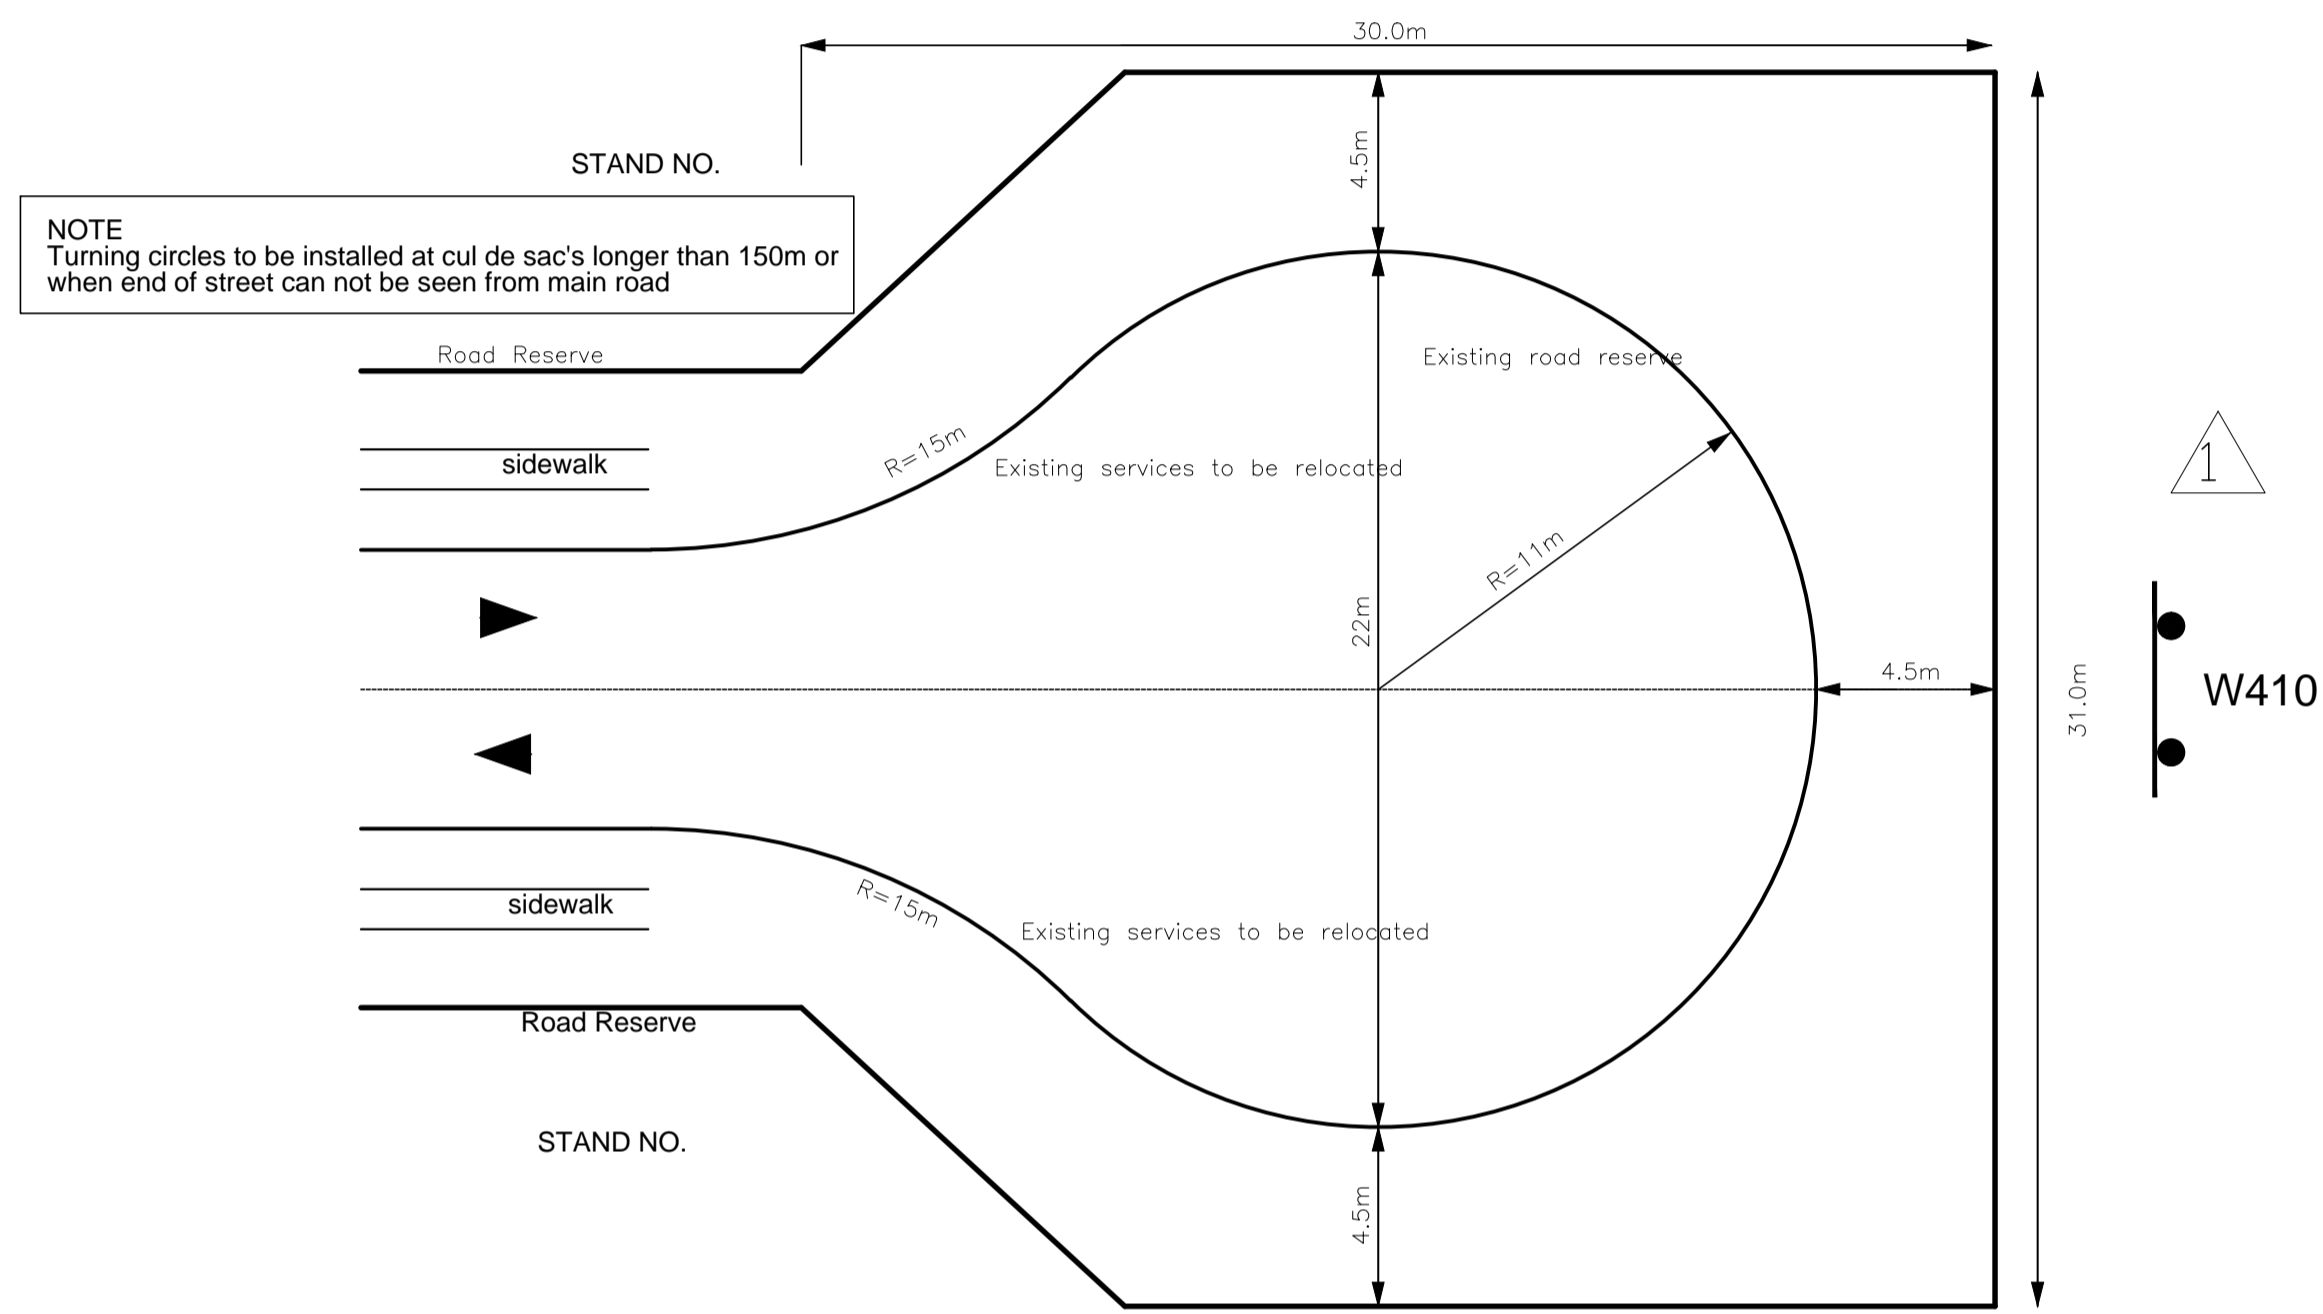 30.0m
4.5m
STAND NO.
NOTE
Turning circles to be installed at cul de sac's longer than 150m or
when end of street can not be seen from main road
Road Reserve
Existing road reserve
R=15m
sidewalk
Existing services to be relocated
1
R=11m
22m
4.5m
31.0m
W410
R=15m
sidewalk
Existing services to be relocated
Road Reserve
STAND NO.
4.5m